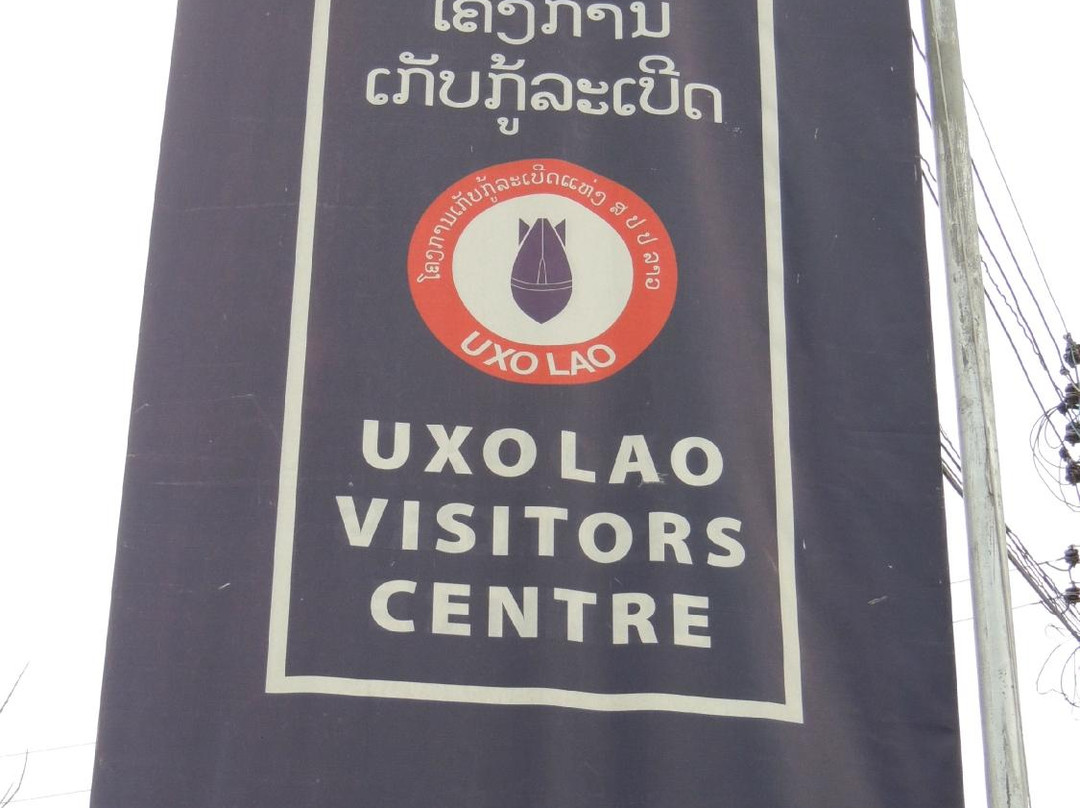 ໂຄງການ
ເກັບກູ້ລະເບີດ
ໂຄງການເກັບກູ້ລະເບີດແຫ່ງ ສ ປ ປ ລາວ
UXO LAO
UXO LAO
VISITORS
CENTRE